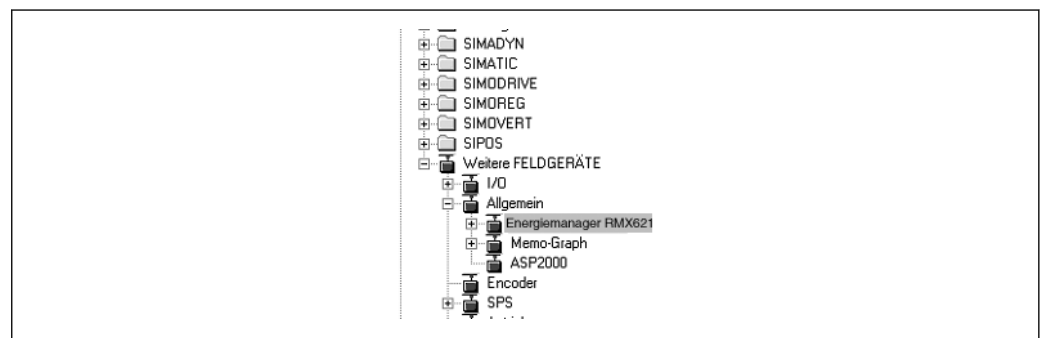 SIMADYN
SIMATIC
SIMODRIVE
SIMOREG
SIMOVERT
SIPOS
Weitere FELDGERÄTE
I/O
Allgemein
Energiemanager RMX621
Memo-Graph
ASP2000
Encoder
SPS